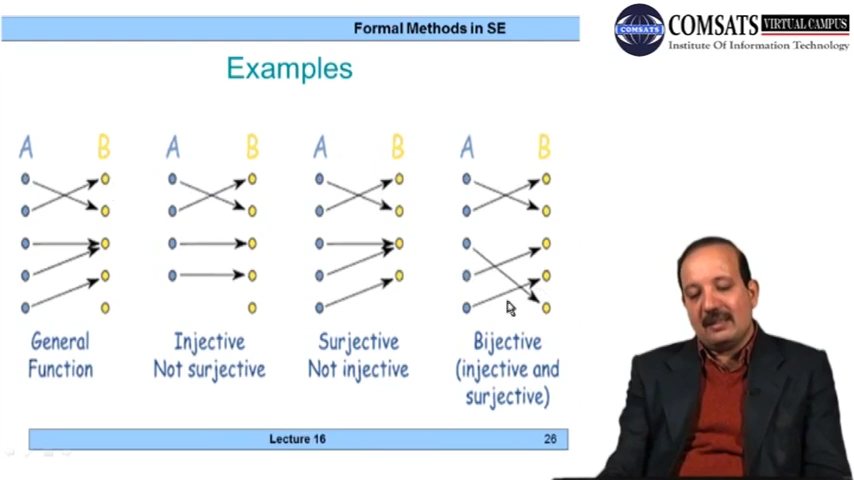 Formal Methods in SE
COMSATS VIRTUAL CAMPUS
COMSATS
Institute Of Information Technology
Examples
A B A B A B A B
General
Function
Injective
Not surjective
Surjective
Not injective
Bijective
(injective and
surjective)
Lecture 16
26